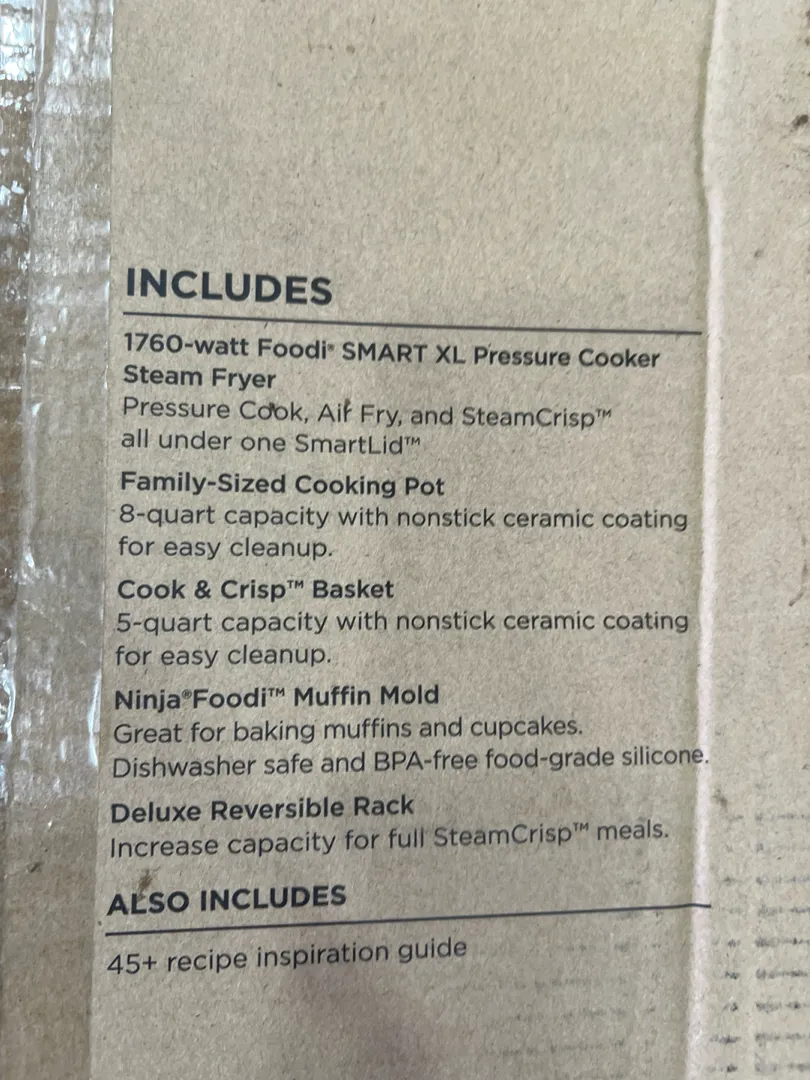 INCLUDES
1760-watt Foodi® SMART XL Pressure Cooker
Steam Fryer
Pressure Cook, Air Fry, and SteamCrisp™
all under one SmartLid™
Family-Sized Cooking Pot
8-quart capacity with nonstick ceramic coating
for easy cleanup.
Cook & Crisp™ Basket
5-quart capacity with nonstick ceramic coating
for easy cleanup.
Ninja®Foodi™ Muffin Mold
Great for baking muffins and cupcakes.
Dishwasher safe and BPA-free food-grade silicone.
Deluxe Reversible Rack
Increase capacity for full SteamCrisp™ meals.
ALSO INCLUDES
45+ recipe inspiration guide